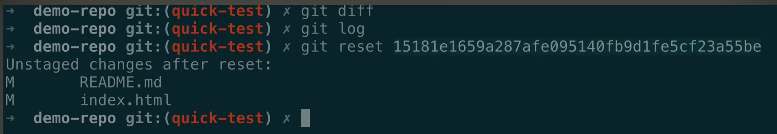 ➜  demo-repo git:(quick-test) ✗ git diff
➜  demo-repo git:(quick-test) ✗ git log
➜  demo-repo git:(quick-test) ✗ git reset 15181e1659a287afe095140fb9d1fe5cf23a55be
Unstaged changes after reset:
M       README.md
M       index.html
➜  demo-repo git:(quick-test) ✗